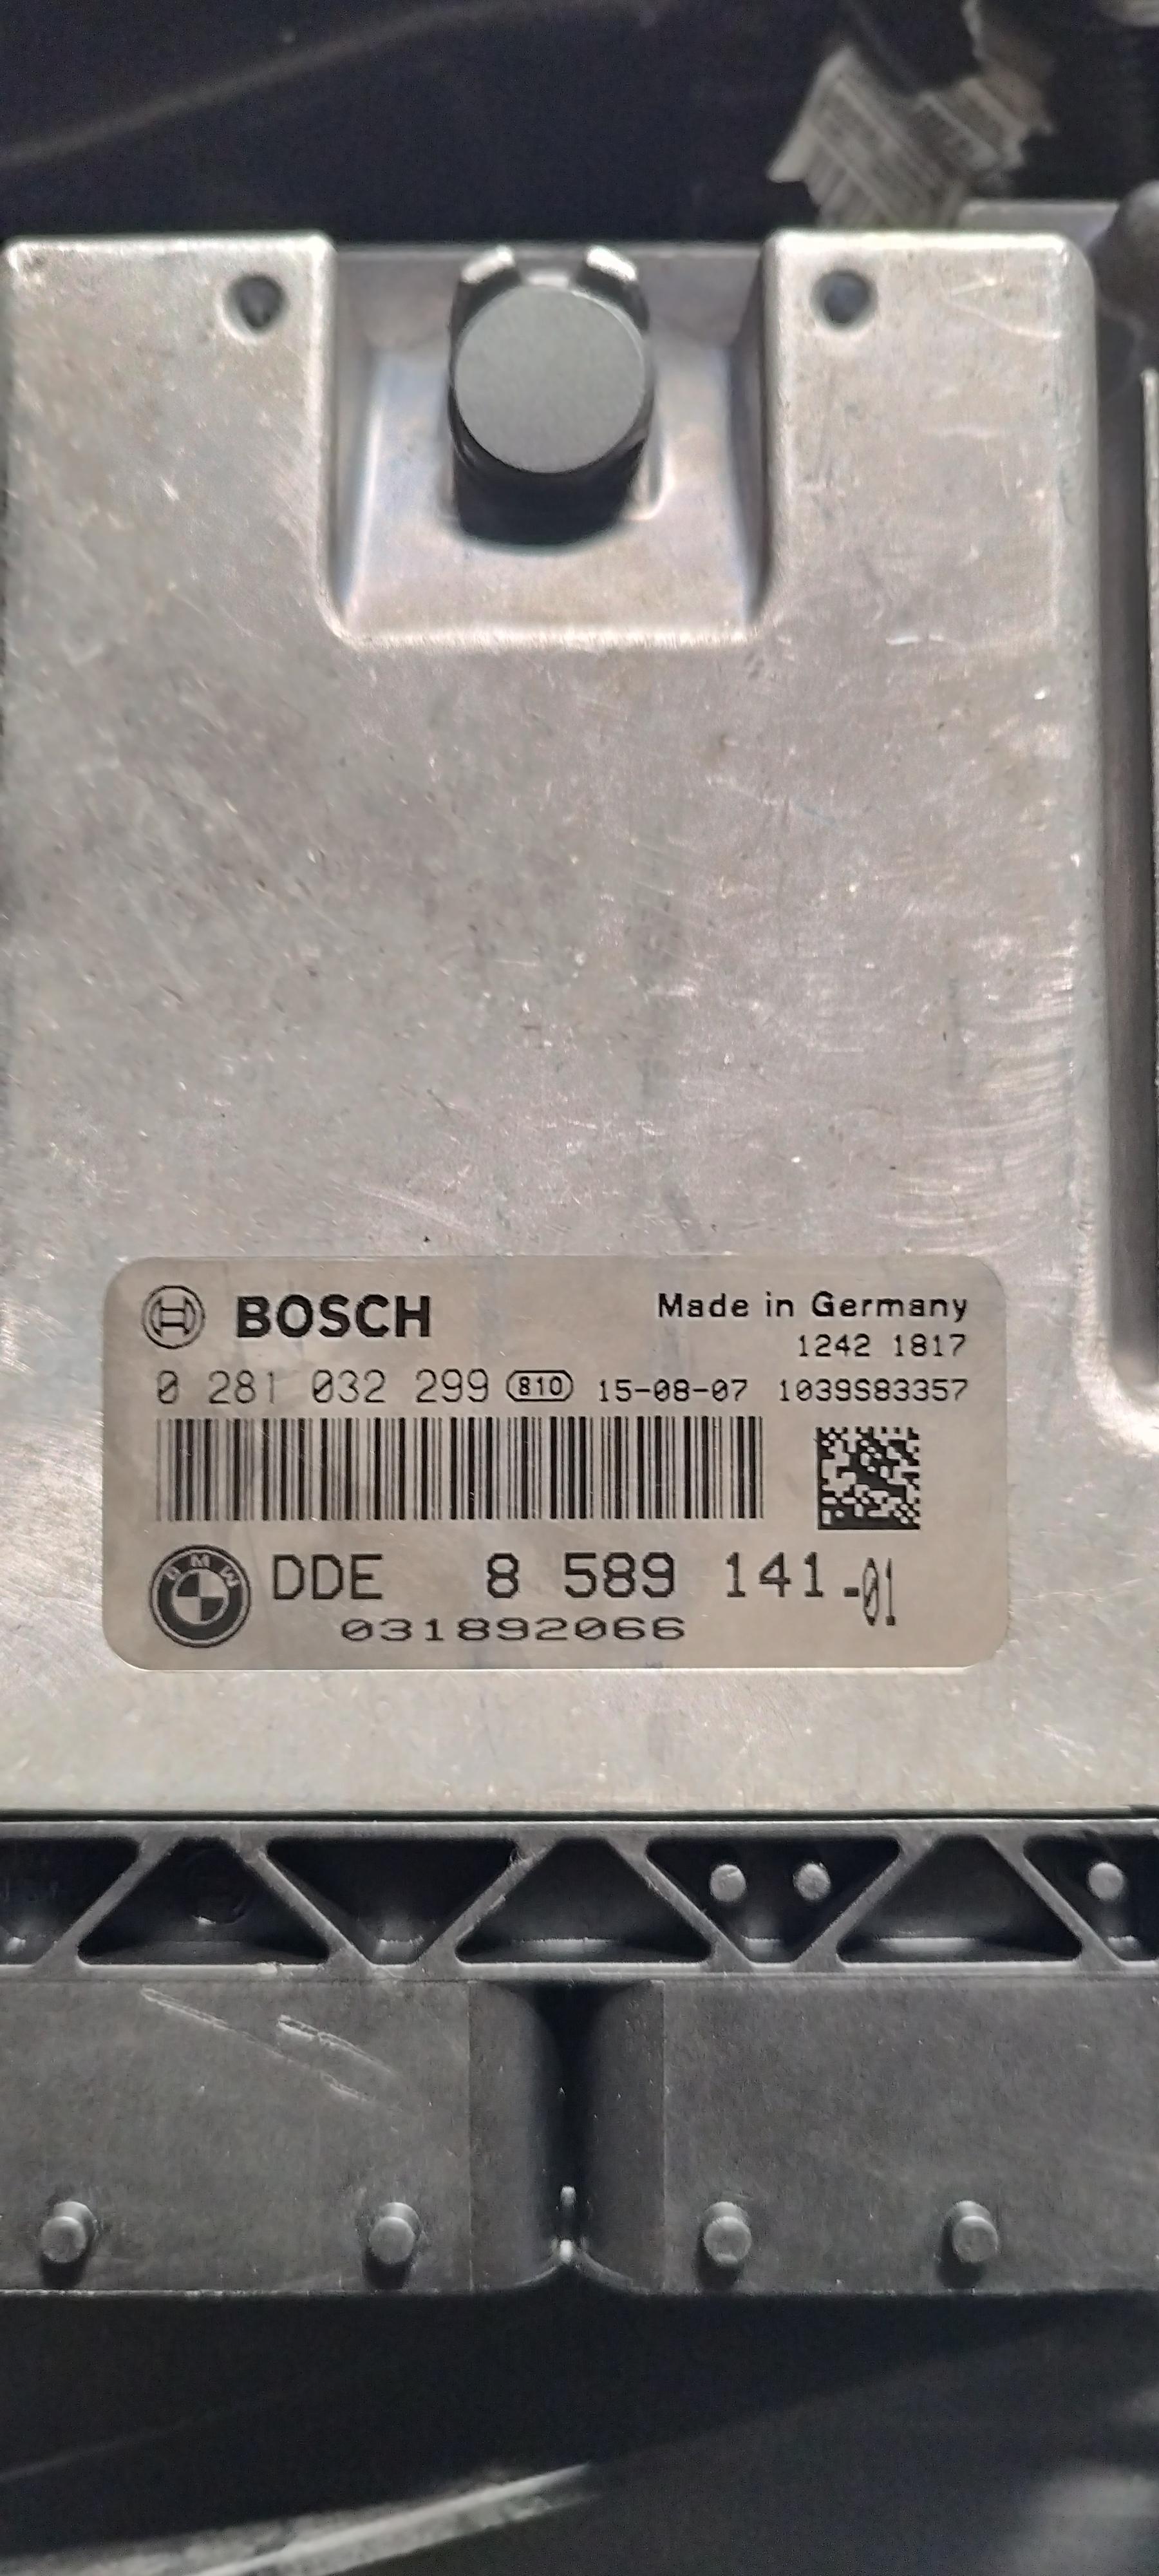 BOSCH Made in Germany
1242 1817
0 281 032 299 810 15-08-07 1039S83357
BMW DDE 8 589 141-01
031892066